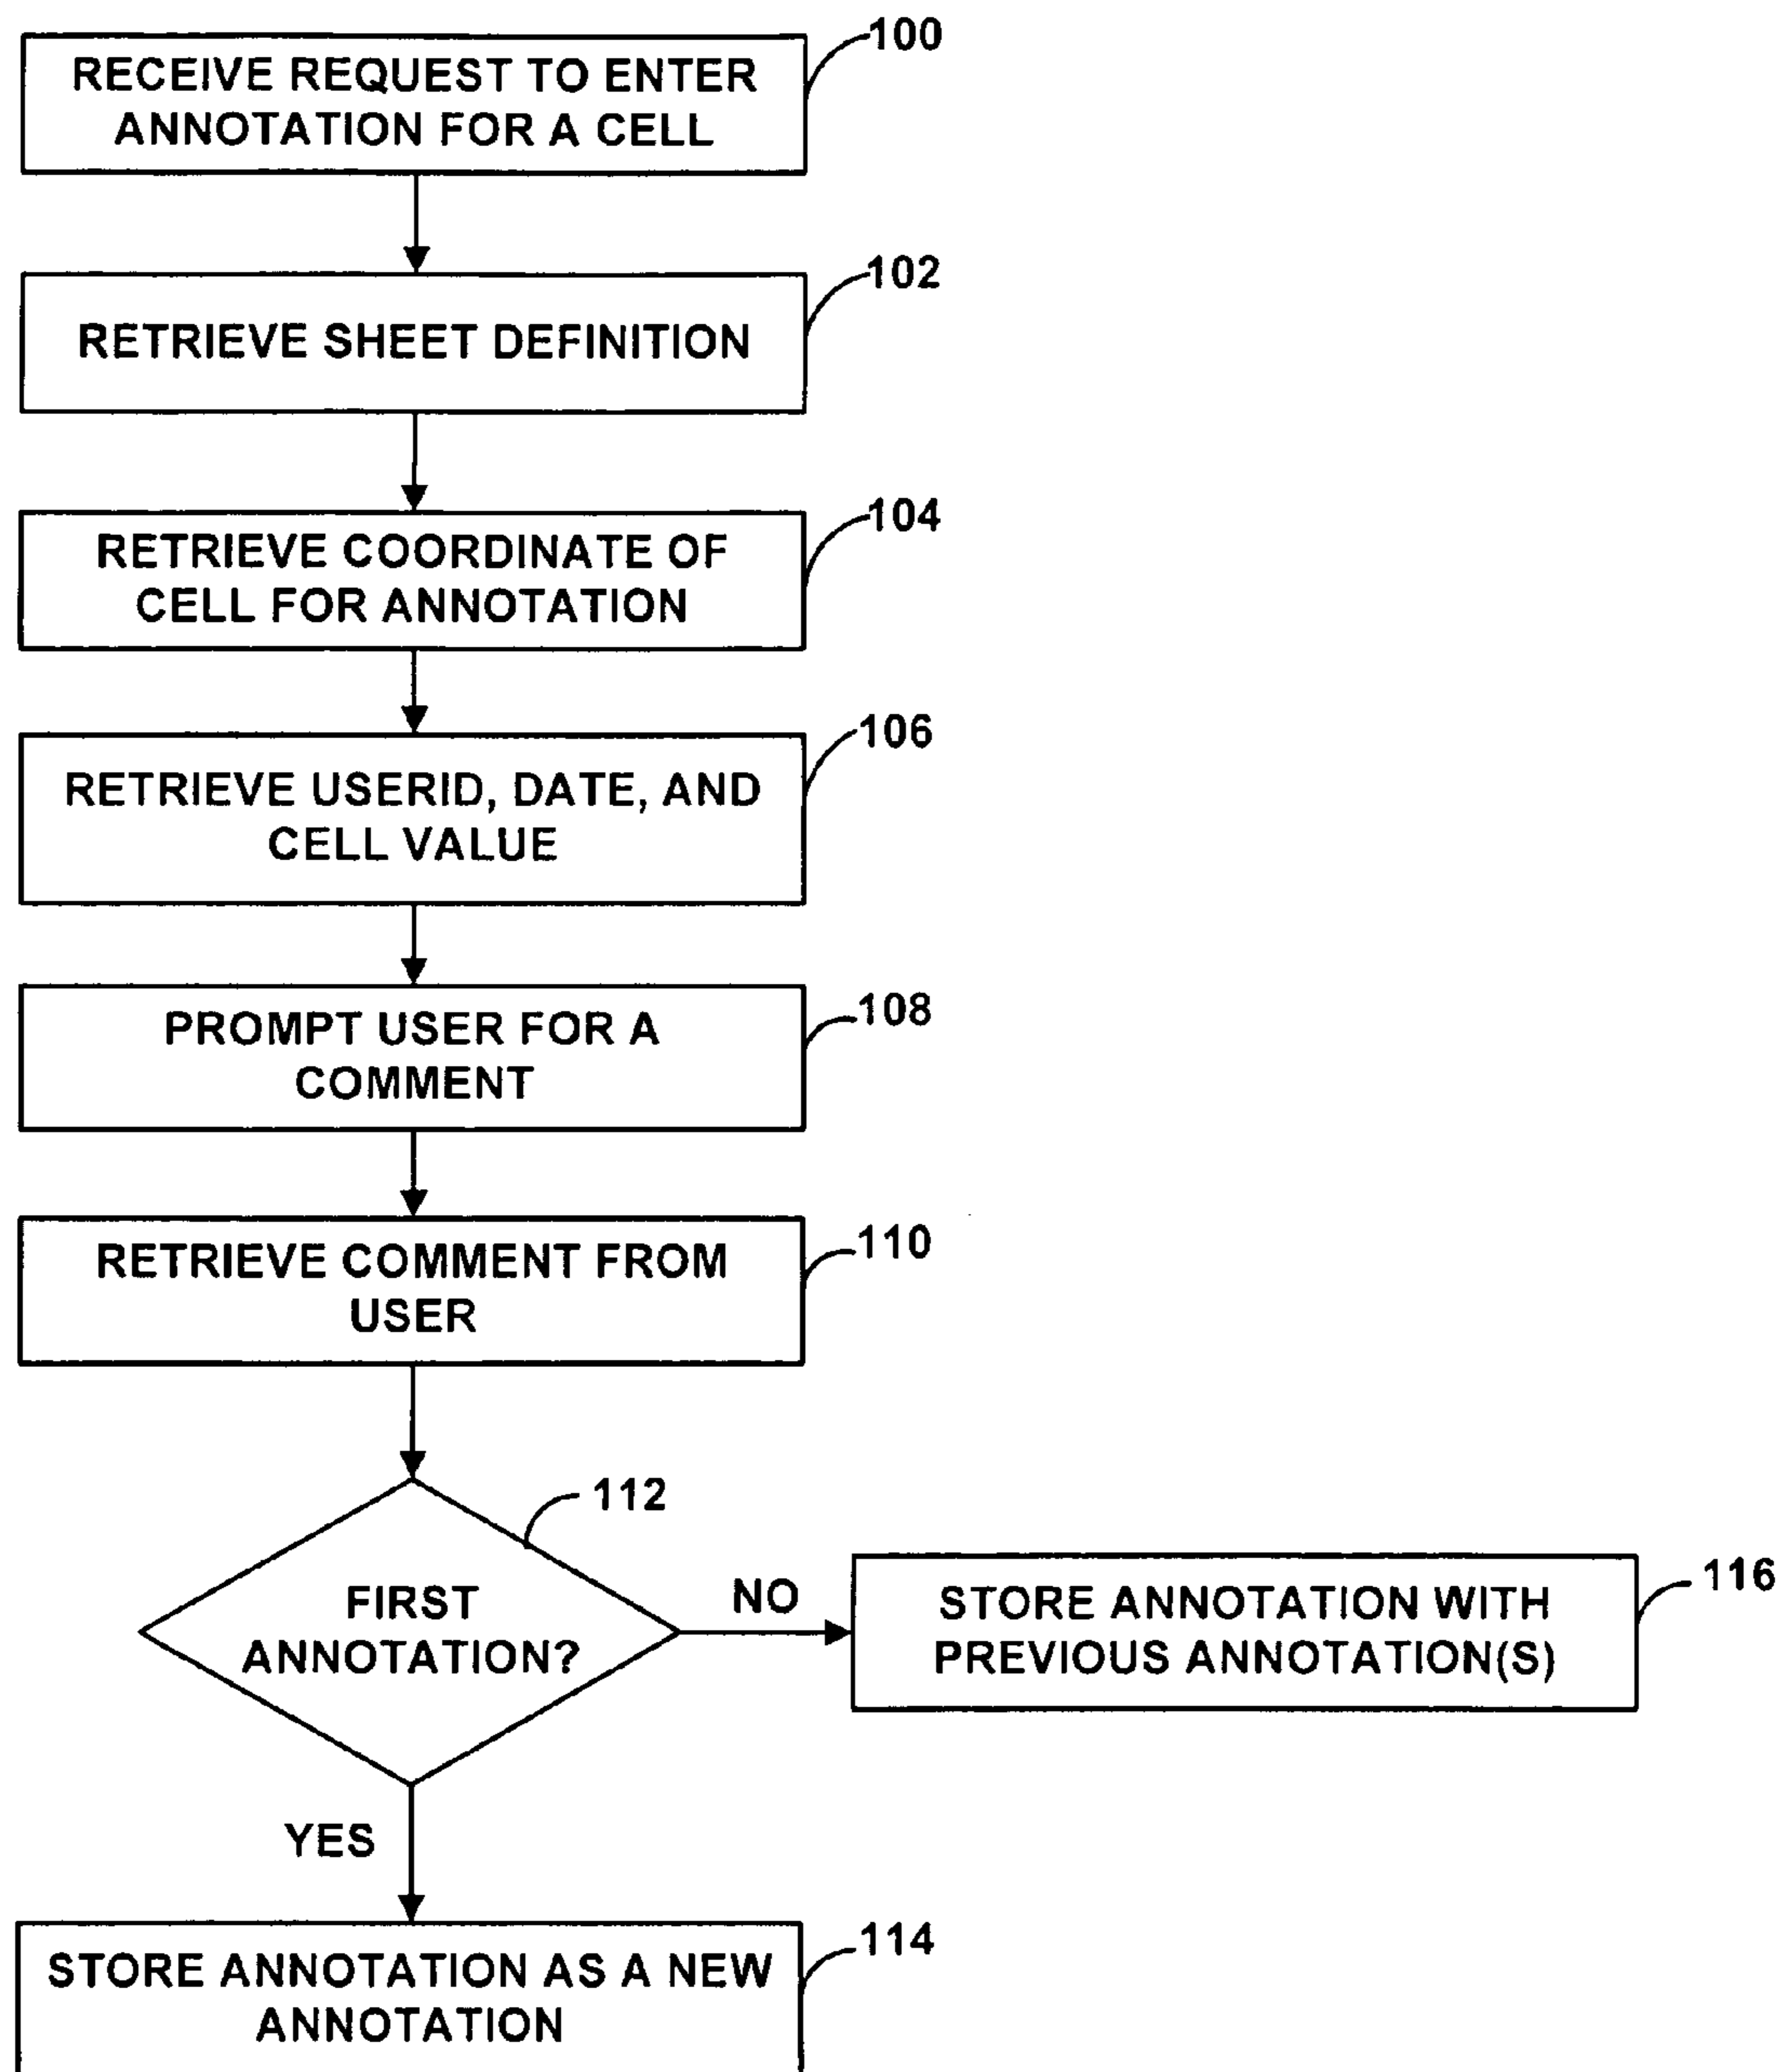 100
RECEIVE REQUEST TO ENTER
ANNOTATION FOR A CELL
102
RETRIEVE SHEET DEFINITION
104
RETRIEVE COORDINATE OF
CELL FOR ANNOTATION
106
RETRIEVE USERID, DATE, AND
CELL VALUE
108
PROMPT USER FOR A
COMMENT
110
RETRIEVE COMMENT FROM
USER
112
FIRST
ANNOTATION?
NO
116
STORE ANNOTATION WITH
PREVIOUS ANNOTATION(S)
YES
114
STORE ANNOTATION AS A NEW
ANNOTATION